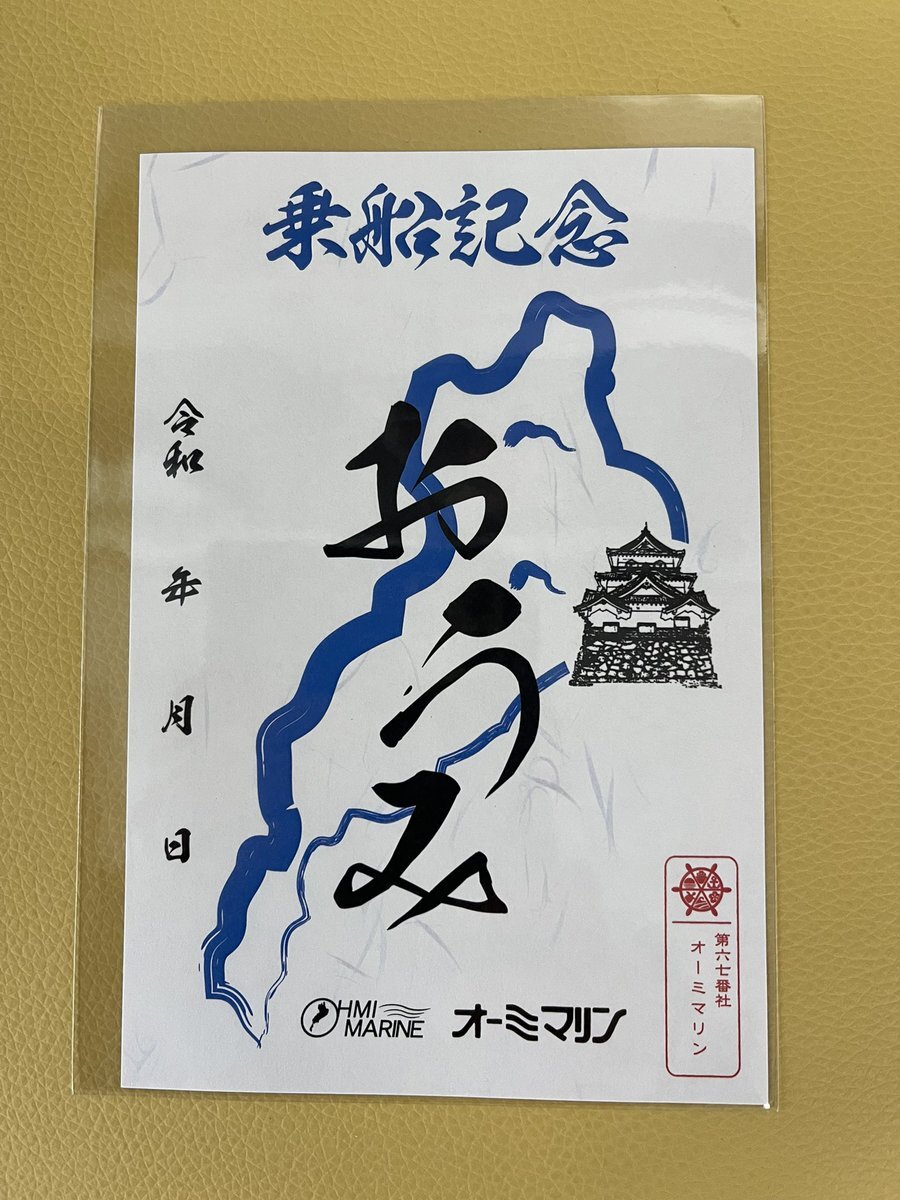 乗船記念
おうみ
令和 年 月 日
OHMI
MARINE
オーミマリン
第六七番社
オーミマリン